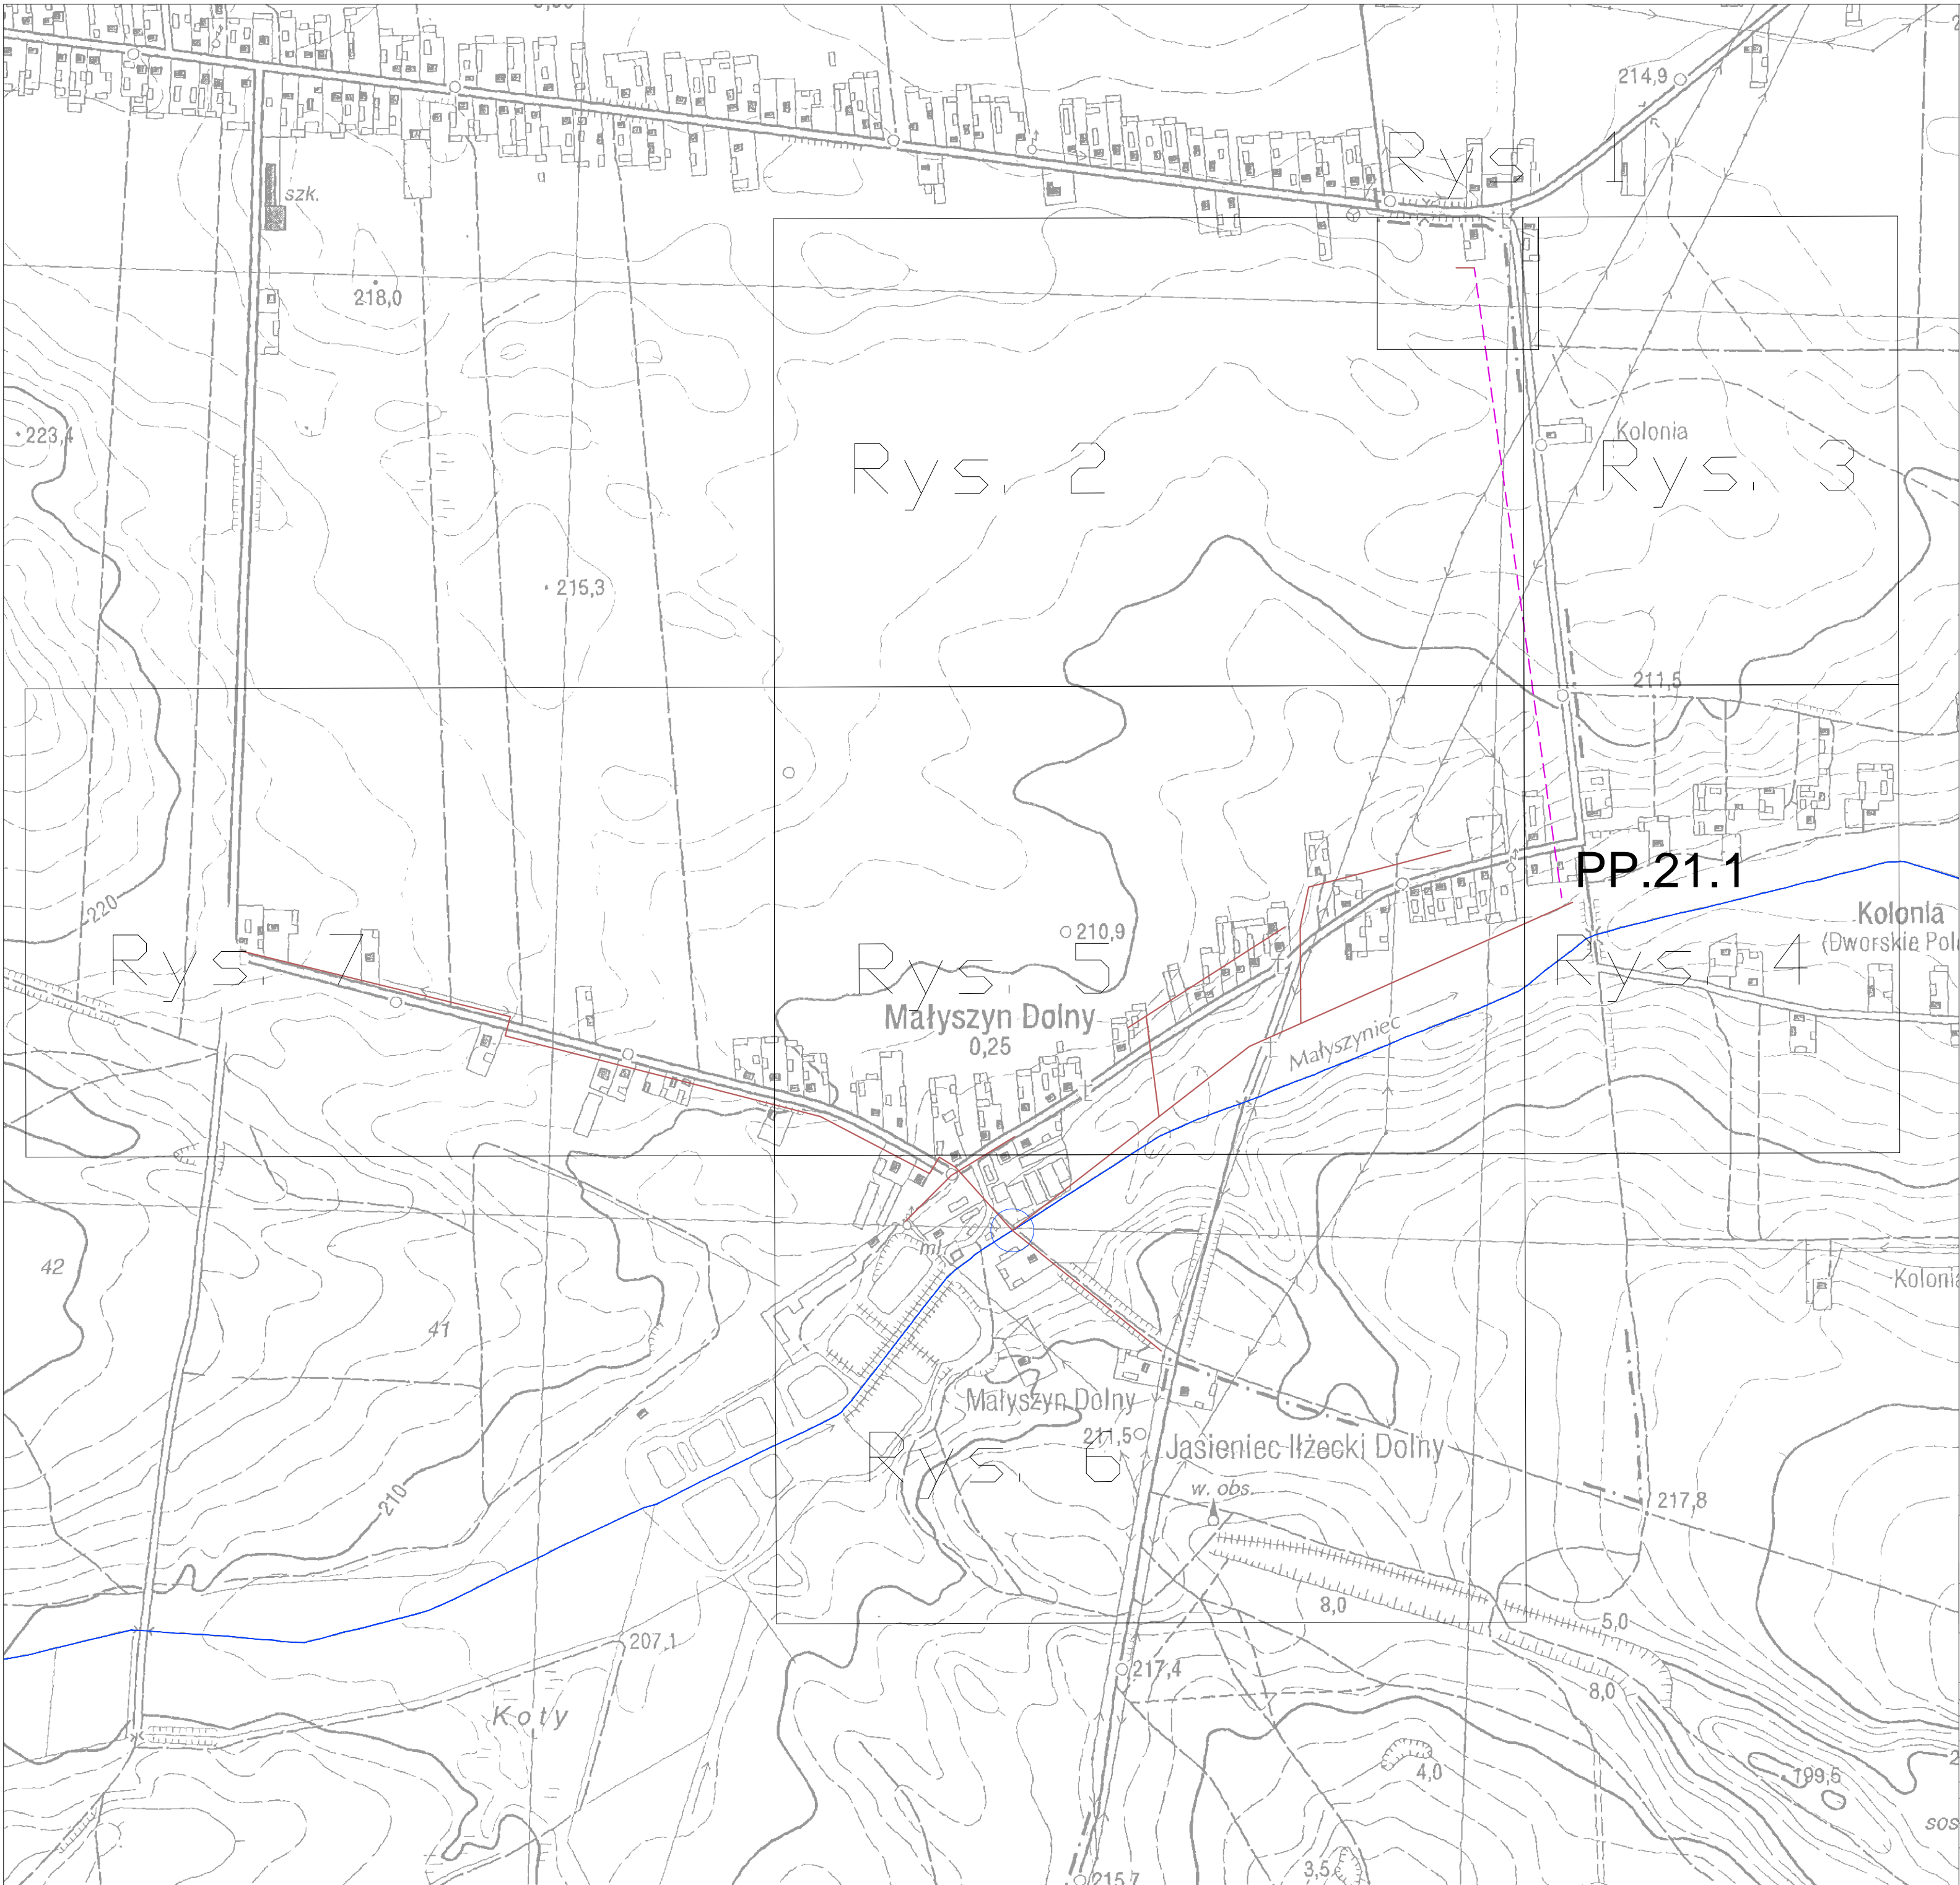 214,9
Rys. 1
szk.
218,0
223,4
Kolonia
Rys. 2
Rys. 3
215,3
211,5
PP.21.1
220
Kolonia
210,9
(Dworskie Pol
Rys. 7
Rys. 5
Rys. 4
Małyszyn Dolny
0,25
Małyszyniec
mł.
42
Kolonia
41
Małyszyn Dolny
211,5
Jasieniec Iłżecki Dolny
Rys. 6
w. obs.
210
217,8
8,0
5,0
207,1
217,4
8,0
Koty
4,0
199,5
sos
3,5
215,7